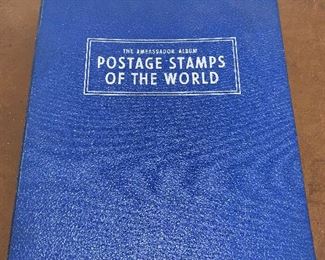 THE AMBASSADOR ALBUM
POSTAGE STAMPS
OF THE WORLD